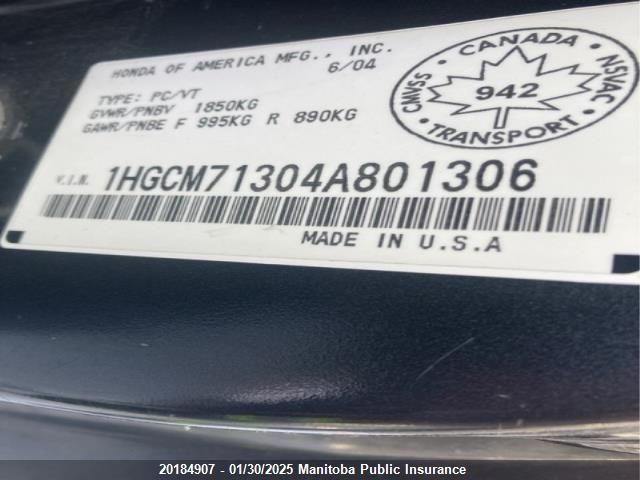 HONDA OF AMERICA MFG., INC.
6/04
TYPE: PC/VT
GVWR/PNBV 1850KG
GAWR/PNBE F 995KG R 890KG
CANADA
CMVSS
NSVAC
942
TRANSPORT
V.I.N. 1HGCM71304A801306
MADE IN U.S.A
20184907 - 01/30/2025 Manitoba Public Insurance